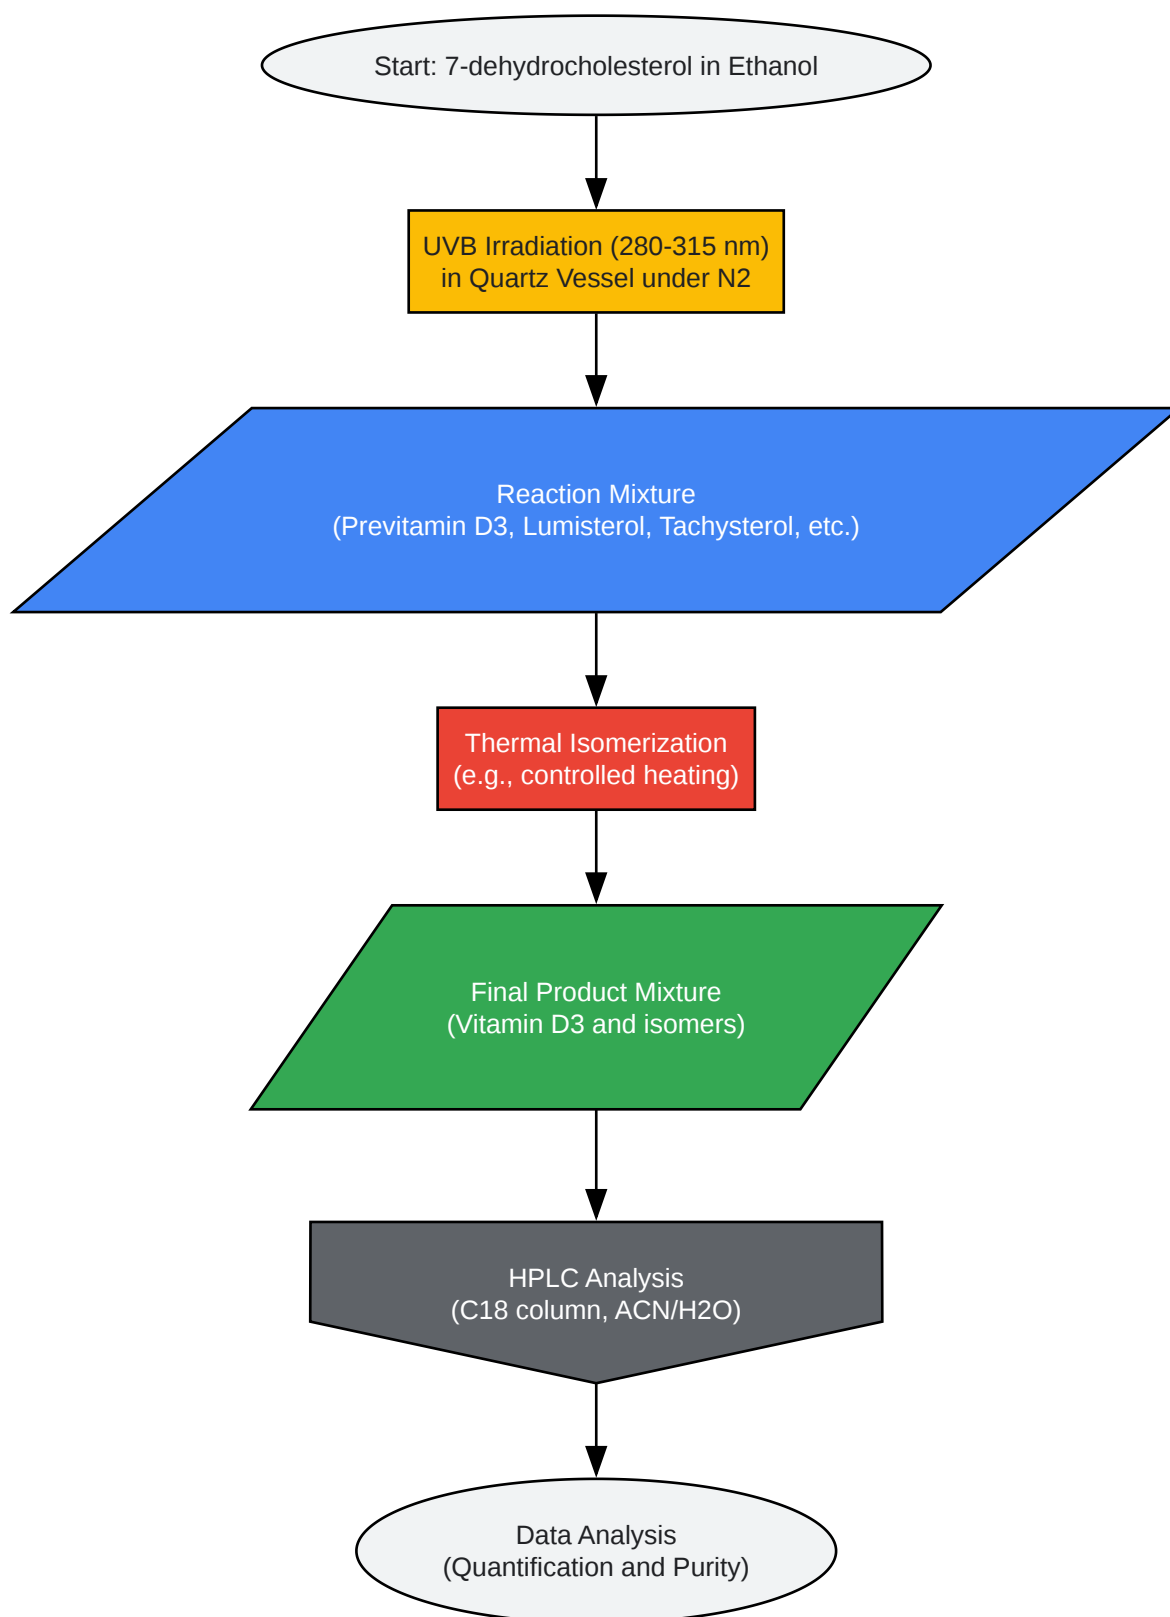 Start: 7-dehydrocholesterol in Ethanol
UVB Irradiation (280-315 nm)
in Quartz Vessel under N2
Reaction Mixture
(Previtamin D3, Lumisterol, Tachysterol, etc.)
Thermal Isomerization
(e.g., controlled heating)
Final Product Mixture
(Vitamin D3 and isomers)
HPLC Analysis
(C18 column, ACN/H2O)
Data Analysis
(Quantification and Purity)